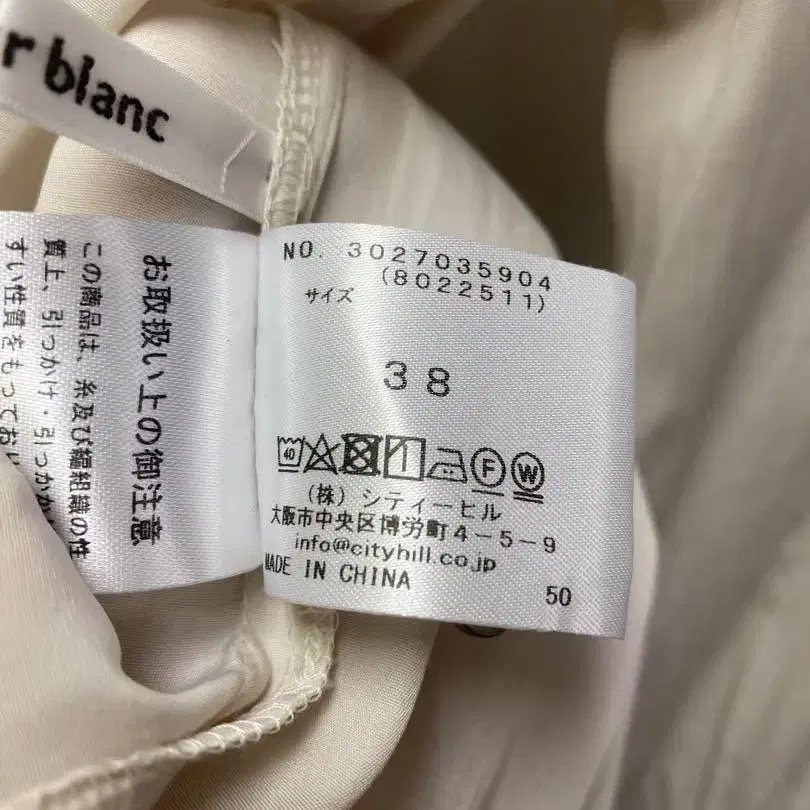 r blanc
お取扱い上の御注意
この商品は、糸及び編組織の性
質上、引っかけ・引っかか
すい性質をもってお
NO. 3027035904
(8022511)
サイズ
38
40
F
W
(株) シティーヒル
大阪市中央区博労町4-5-9
info@cityhill.co.jp
MADE IN CHINA
50